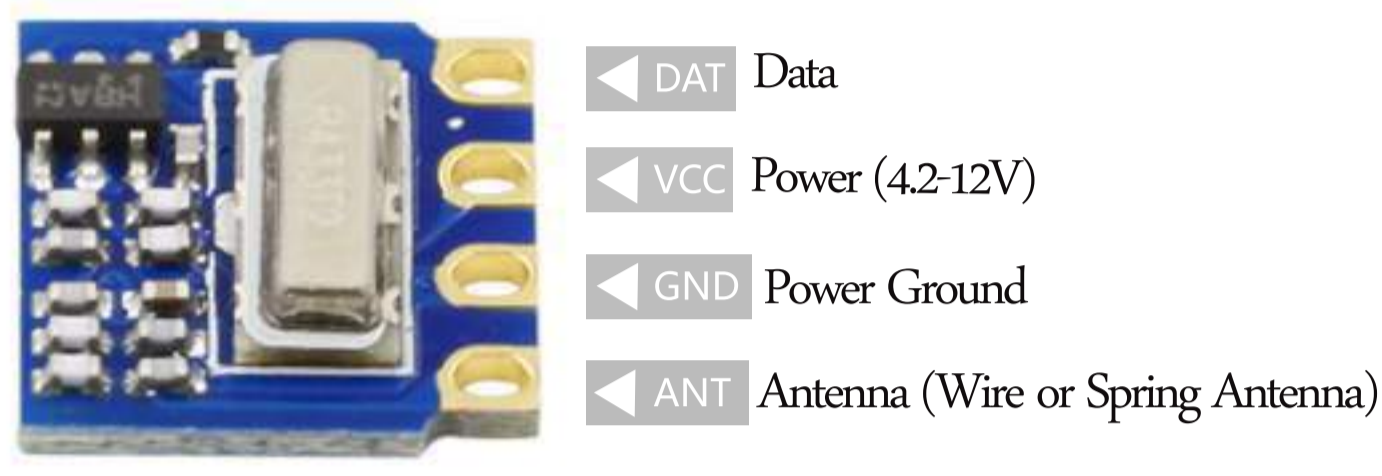 DAT Data
VCC Power (4.2-12V)
GND Power Ground
ANT Antenna (Wire or Spring Antenna)